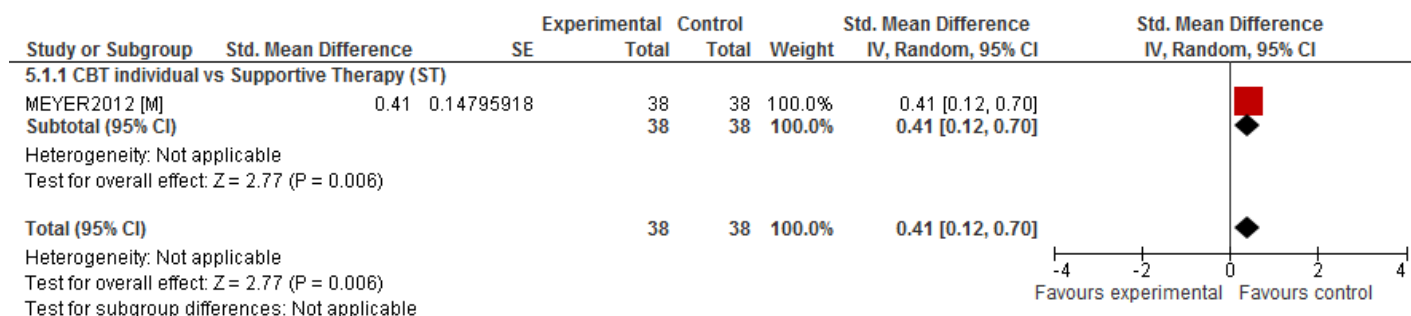 Experimental Control Std. Mean Difference Std. Mean Difference
Study or Subgroup Std. Mean Difference SE Total Total Weight IV, Random, 95% CI IV, Random, 95% CI
5.1.1 CBT individual vs Supportive Therapy (ST)
MEYER2012 [M] 0.41 0.14795918 38 38 100.0% 0.41 [0.12, 0.70]
Subtotal (95% CI) 38 38 100.0% 0.41 [0.12, 0.70]
Heterogeneity: Not applicable
Test for overall effect: Z = 2.77 (P = 0.006)
Total (95% CI) 38 38 100.0% 0.41 [0.12, 0.70]
Heterogeneity: Not applicable
Test for overall effect: Z = 2.77 (P = 0.006)
Test for subgroup differences: Not applicable
-4 -2 0 2 4
Favours experimental Favours control